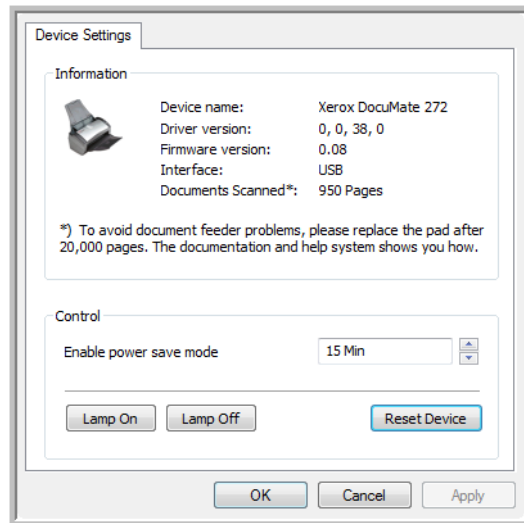 Device Settings
Information
Device name: Xerox DocuMate 272
Driver version: 0, 0, 38, 0
Firmware version: 0.08
Interface: USB
Documents Scanned*: 950 Pages
*) To avoid document feeder problems, please replace the pad after
20,000 pages. The documentation and help system shows you how.
Control
Enable power save mode 15 Min
Lamp On Lamp Off Reset Device
OK Cancel Apply